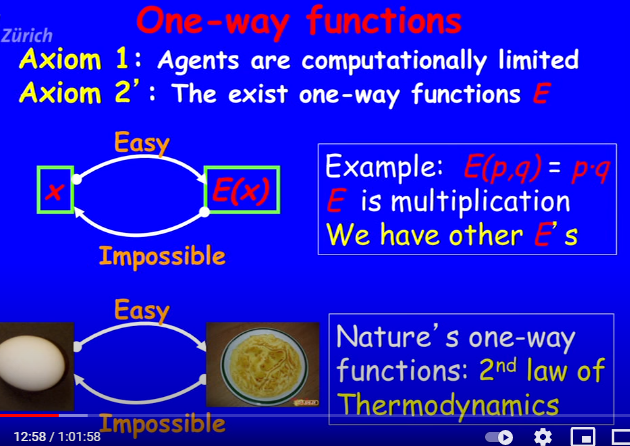 One-way functions
Zürich
Axiom 1: Agents are computationally limited
Axiom 2': The exist one-way functions E
Easy
x
E(x)
Impossible
Example: E(p,q) = p·q
E is multiplication
We have other E's
Easy
Impossible
Nature's one-way
functions: 2nd law of
Thermodynamics
12:58 / 1:01:58